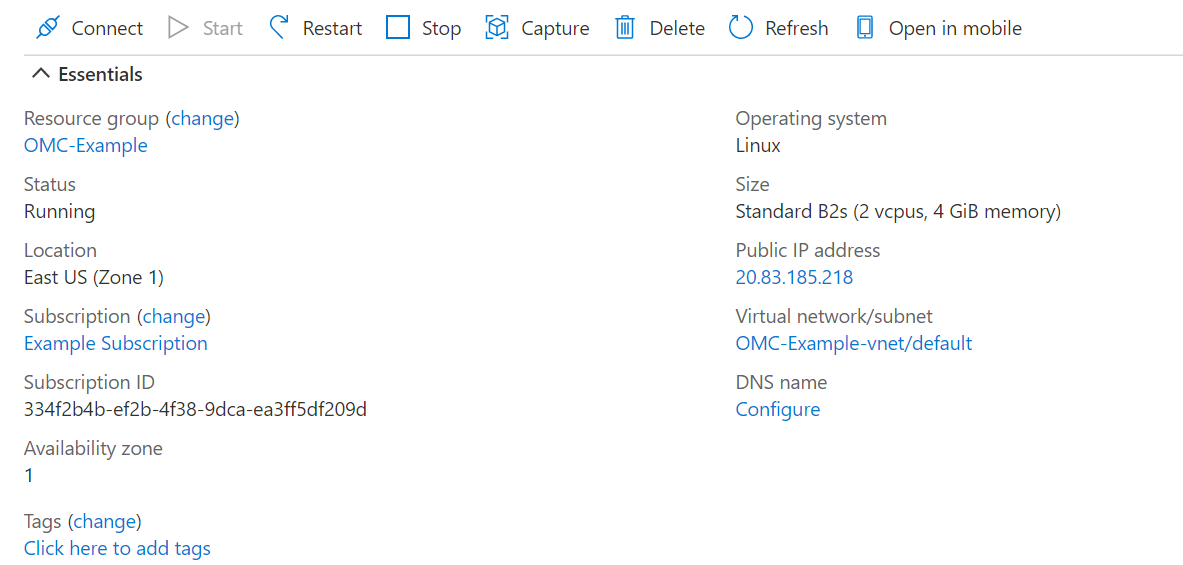 Connect Start Restart Stop Capture Delete Refresh Open in mobile
Essentials
Resource group (change)
OMC-Example
Status
Running
Location
East US (Zone 1)
Subscription (change)
Example Subscription
Subscription ID
334f2b4b-ef2b-4f38-9dca-ea3ff5df209d
Availability zone
1
Tags (change)
Click here to add tags
Operating system
Linux
Size
Standard B2s (2 vcpus, 4 GiB memory)
Public IP address
20.83.185.218
Virtual network/subnet
OMC-Example-vnet/default
DNS name
Configure